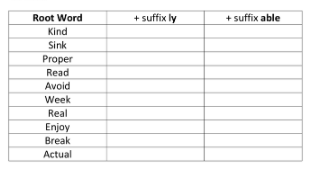 Root Word + suffix ly + suffix able
Kind
Sink
Proper
Read
Avoid
Week
Real
Enjoy
Break
Actual